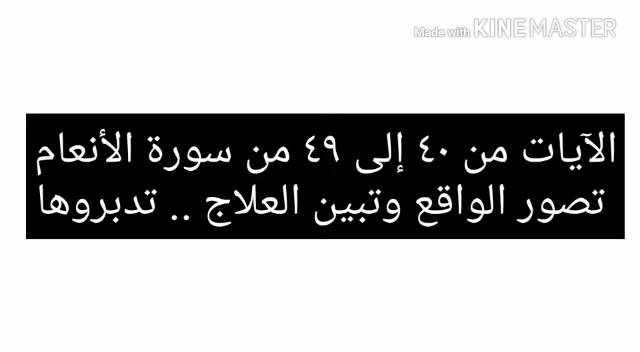 Made with KINEMASTER
الآيات من ٤٠ إلى ٤٩ من سورة الأنعام
تصور الواقع وتبين العلاج .. تدبروها